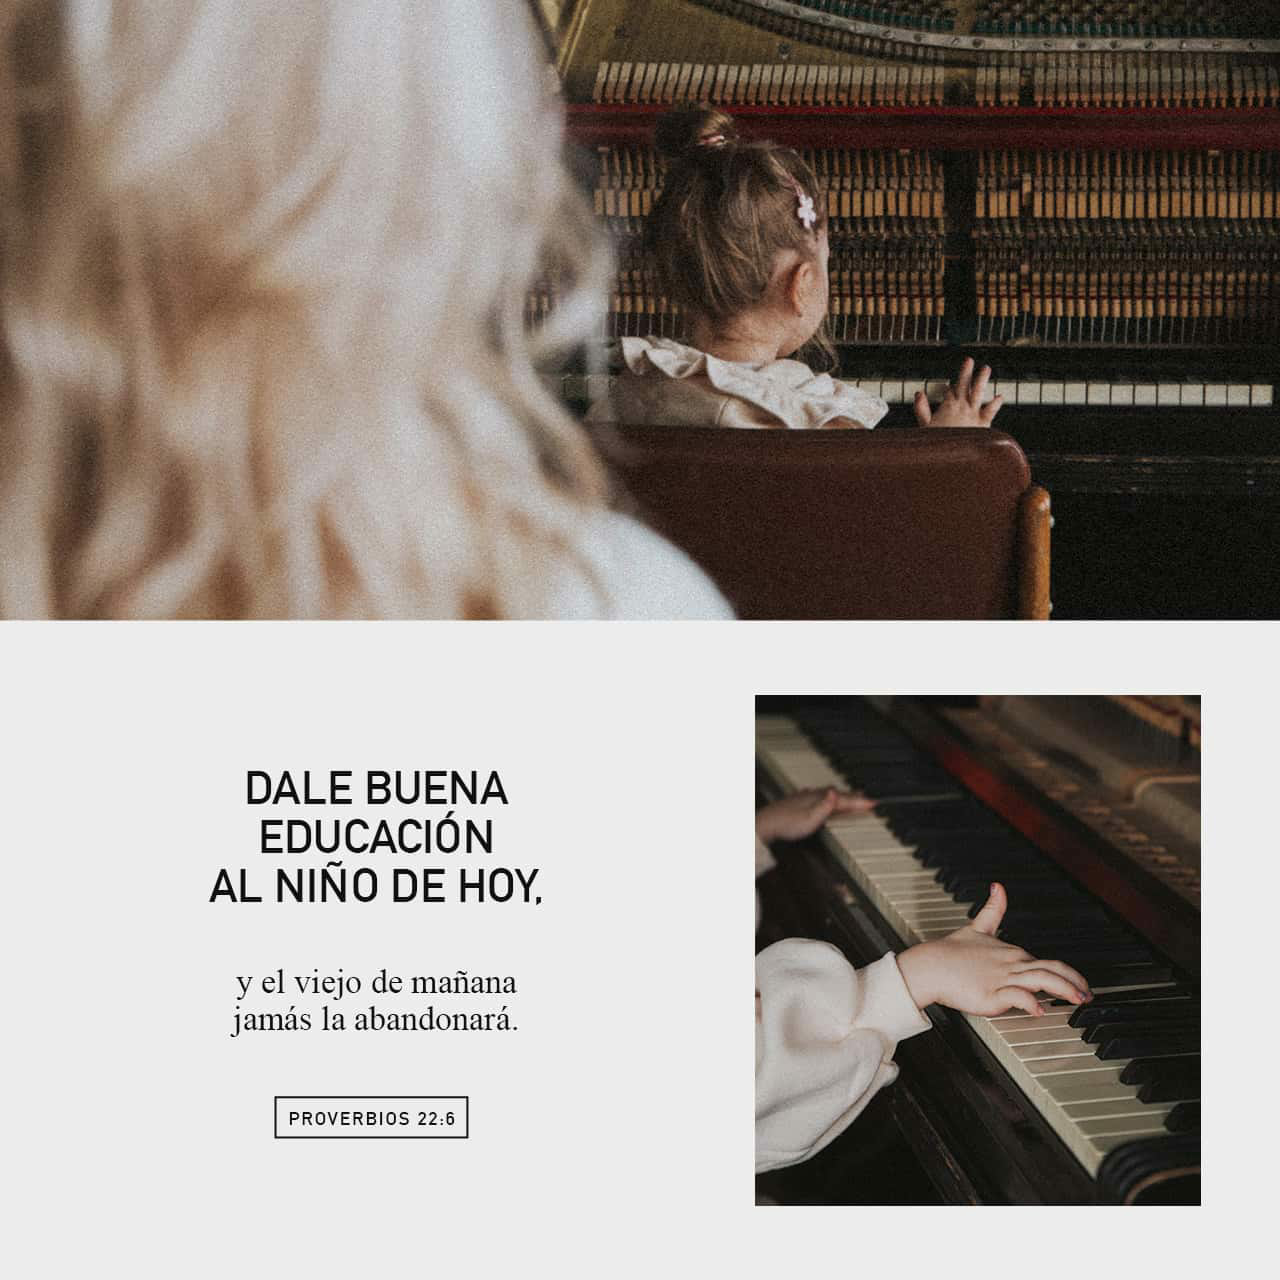 DALE BUENA
EDUCACIÓN
AL NIÑO DE HOY,
y el viejo de mañana
jamás la abandonará.
PROVERBIOS 22:6